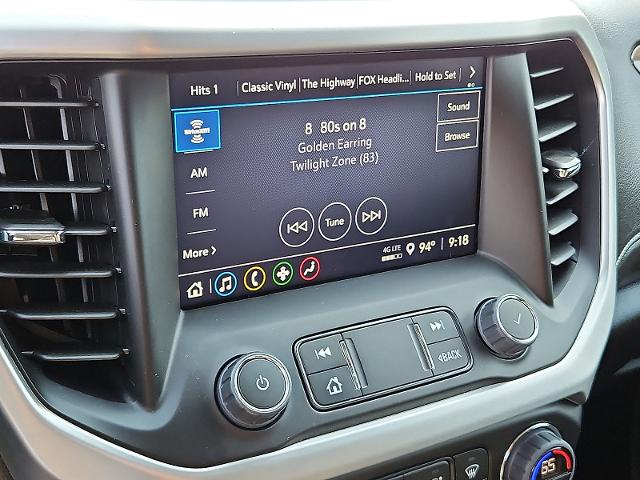 Hits 1 Classic Vinyl The Highway FOX Headli... Hold to Set
SiriusXM
Sound
8 80s on 8
Browse
Golden Earring
AM
Twilight Zone (83)
FM
Tune
More
4G LTE 94° 9:18
BACK
65